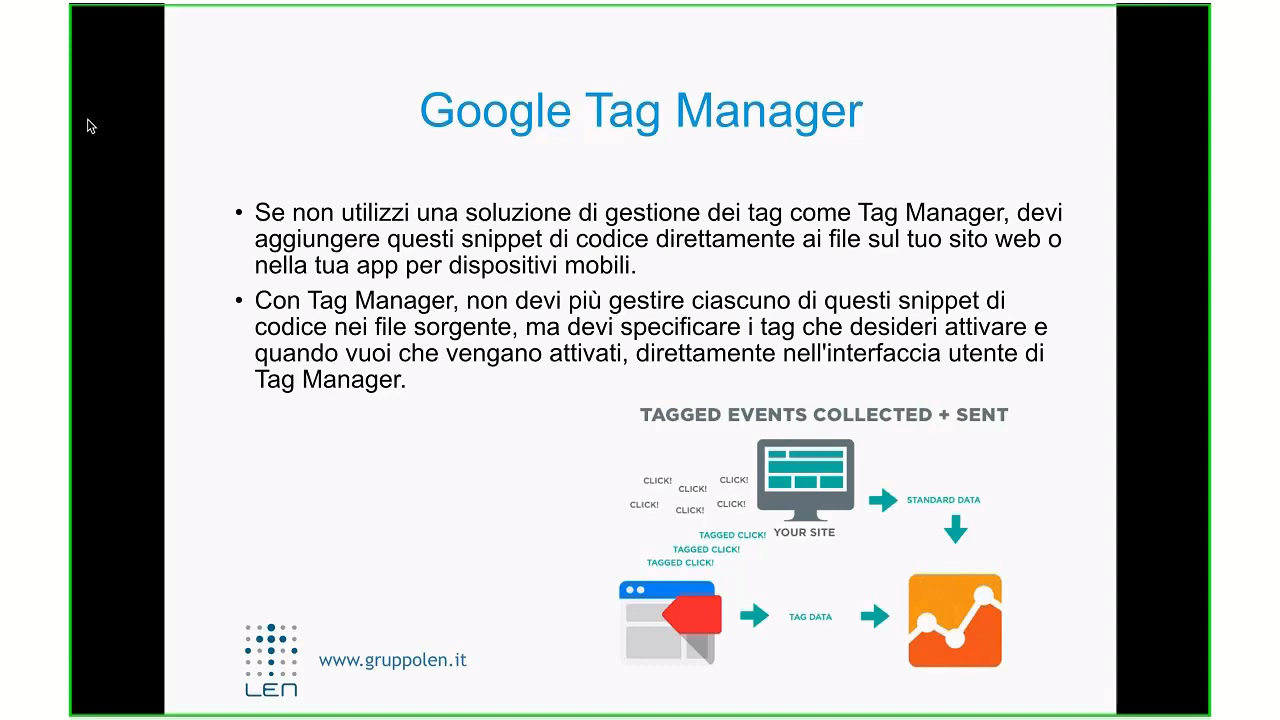 Google Tag Manager
• Se non utilizzi una soluzione di gestione dei tag come Tag Manager, devi
aggiungere questi snippet di codice direttamente ai file sul tuo sito web o
nella tua app per dispositivi mobili.
• Con Tag Manager, non devi più gestire ciascuno di questi snippet di
codice nei file sorgente, ma devi specificare i tag che desideri attivare e
quando vuoi che vengano attivati, direttamente nell'interfaccia utente di
Tag Manager.
TAGGED EVENTS COLLECTED + SENT
CLICK! CLICK! CLICK!
CLICK! CLICK! CLICK!
STANDARD DATA
YOUR SITE
TAGGED CLICK!
TAGGED CLICK!
TAGGED CLICK!
TAG DATA
www.gruppolen.it
LEN